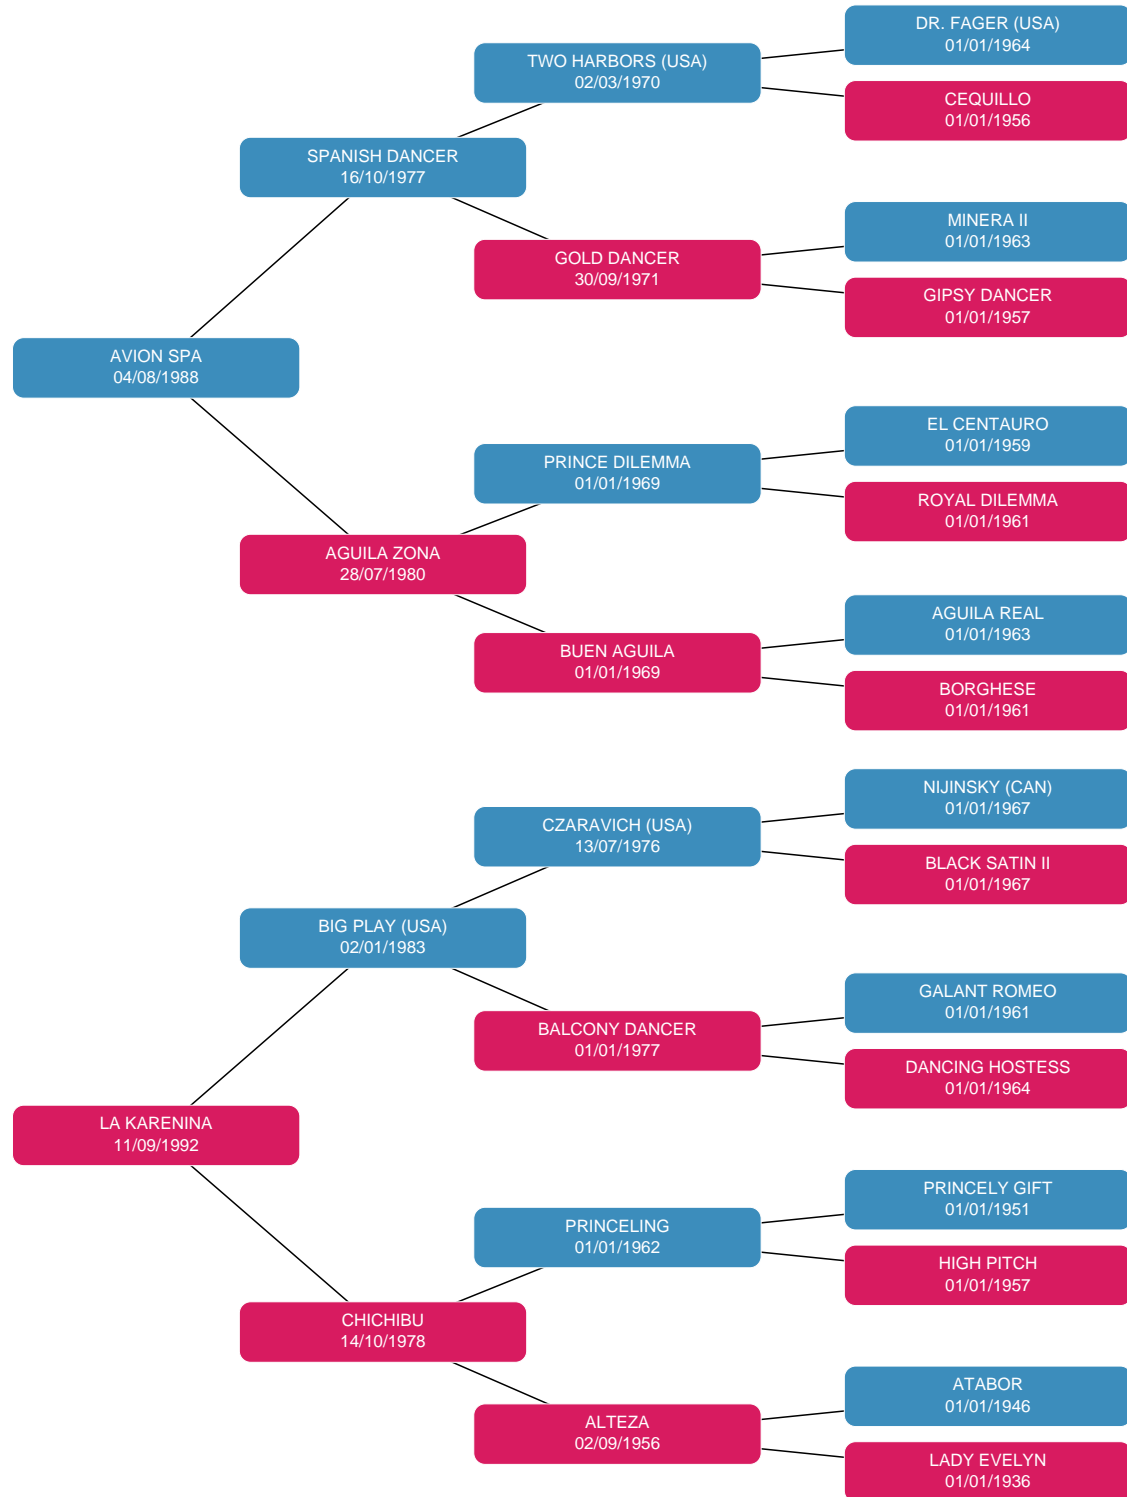 DR. FAGER (USA)
01/01/1964
TWO HARBORS (USA)
02/03/1970
CEQUILLO
01/01/1956
SPANISH DANCER
16/10/1977
MINERA II
01/01/1963
GOLD DANCER
30/09/1971
GIPSY DANCER
01/01/1957
AVION SPA
04/08/1988
EL CENTAURO
01/01/1959
PRINCE DILEMMA
01/01/1969
ROYAL DILEMMA
01/01/1961
AGUILA ZONA
28/07/1980
AGUILA REAL
01/01/1963
BUEN AGUILA
01/01/1969
BORGHESE
01/01/1961
NIJINSKY (CAN)
01/01/1967
CZARAVICH (USA)
13/07/1976
BLACK SATIN II
01/01/1967
BIG PLAY (USA)
02/01/1983
GALANT ROMEO
01/01/1961
BALCONY DANCER
01/01/1977
DANCING HOSTESS
01/01/1964
LA KARENINA
11/09/1992
PRINCELY GIFT
01/01/1951
PRINCELING
01/01/1962
HIGH PITCH
01/01/1957
CHICHIBU
14/10/1978
ATABOR
01/01/1946
ALTEZA
02/09/1956
LADY EVELYN
01/01/1936